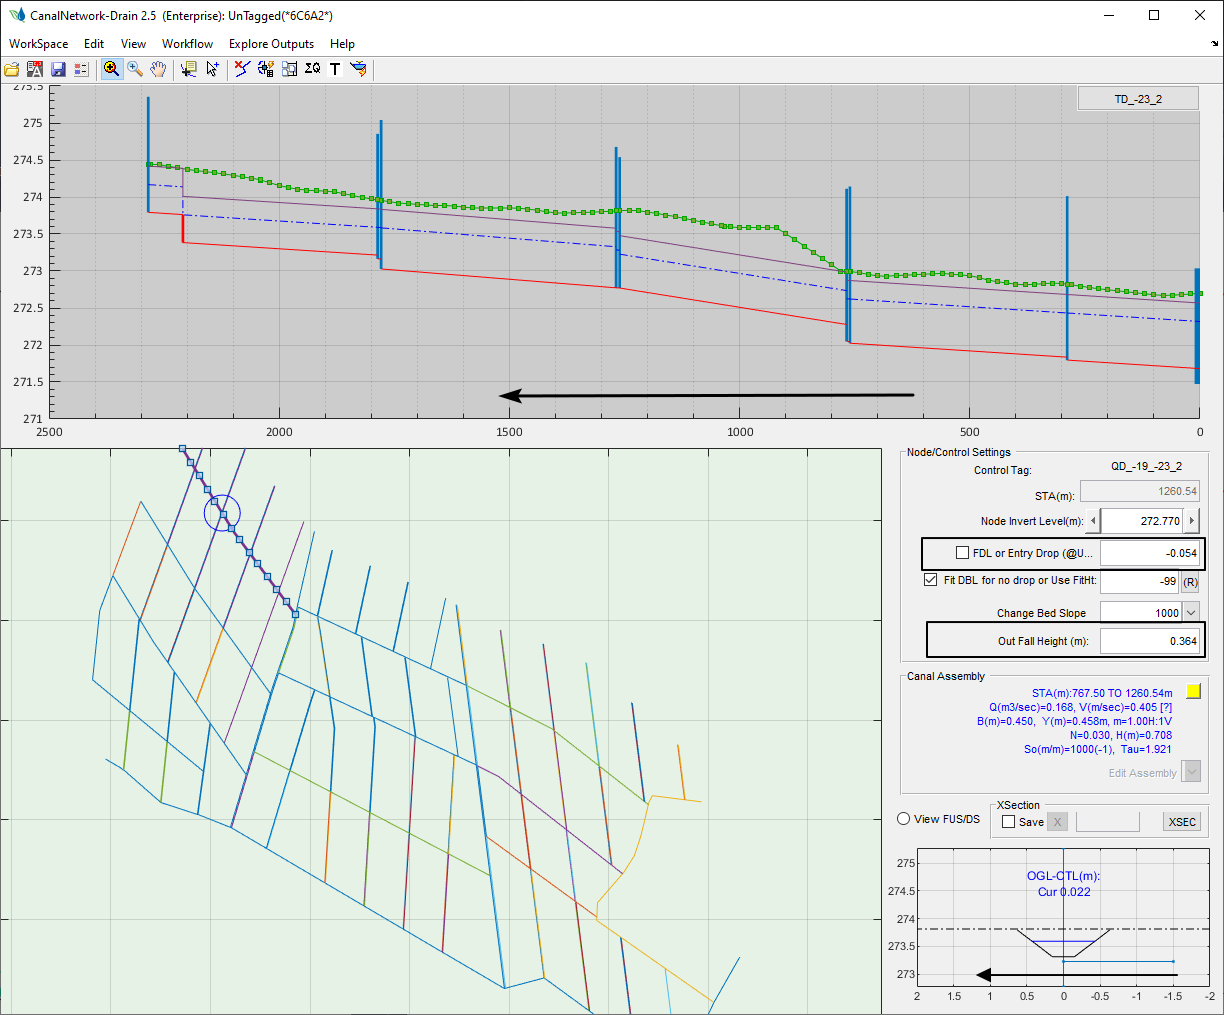 CanalNetwork-Drain 2.5 (Enterprise): UnTagged(*6C6A2*)
WorkSpace Edit View Workflow Explore Outputs Help
ΣQ T
TD_-23_2
275.5
275
274.5
274
273.5
273
272.5
272
271.5
271
2500 2000 1500 1000 500 0
Node/Control Settings
Control Tag: QD_-19_-23_2
STA(m): 1260.54
Node Invert Level(m): 272.770
FDL or Entry Drop (@U... -0.054
Fit DBL for no drop or Use FitHt: -99 (R)
Change Bed Slope 1000
Out Fall Height (m): 0.364
Canal Assembly
STA(m):767.50 TO 1260.54m
Q(m3/sec)=0.168, V(m/sec)=0.405 [?]
B(m)=0.450, Y(m)=0.458m, m=1.00H:1V
N=0.030, H(m)=0.708
So(m/m)=1000(-1), Tau=1.921
Edit Assembly
View FUS/DS
XSection
Save X XSEC
OGL-CTL(m):
Cur 0.022
275
274.5
274
273.5
273
2 1.5 1 0.5 0 -0.5 -1 -1.5 -2